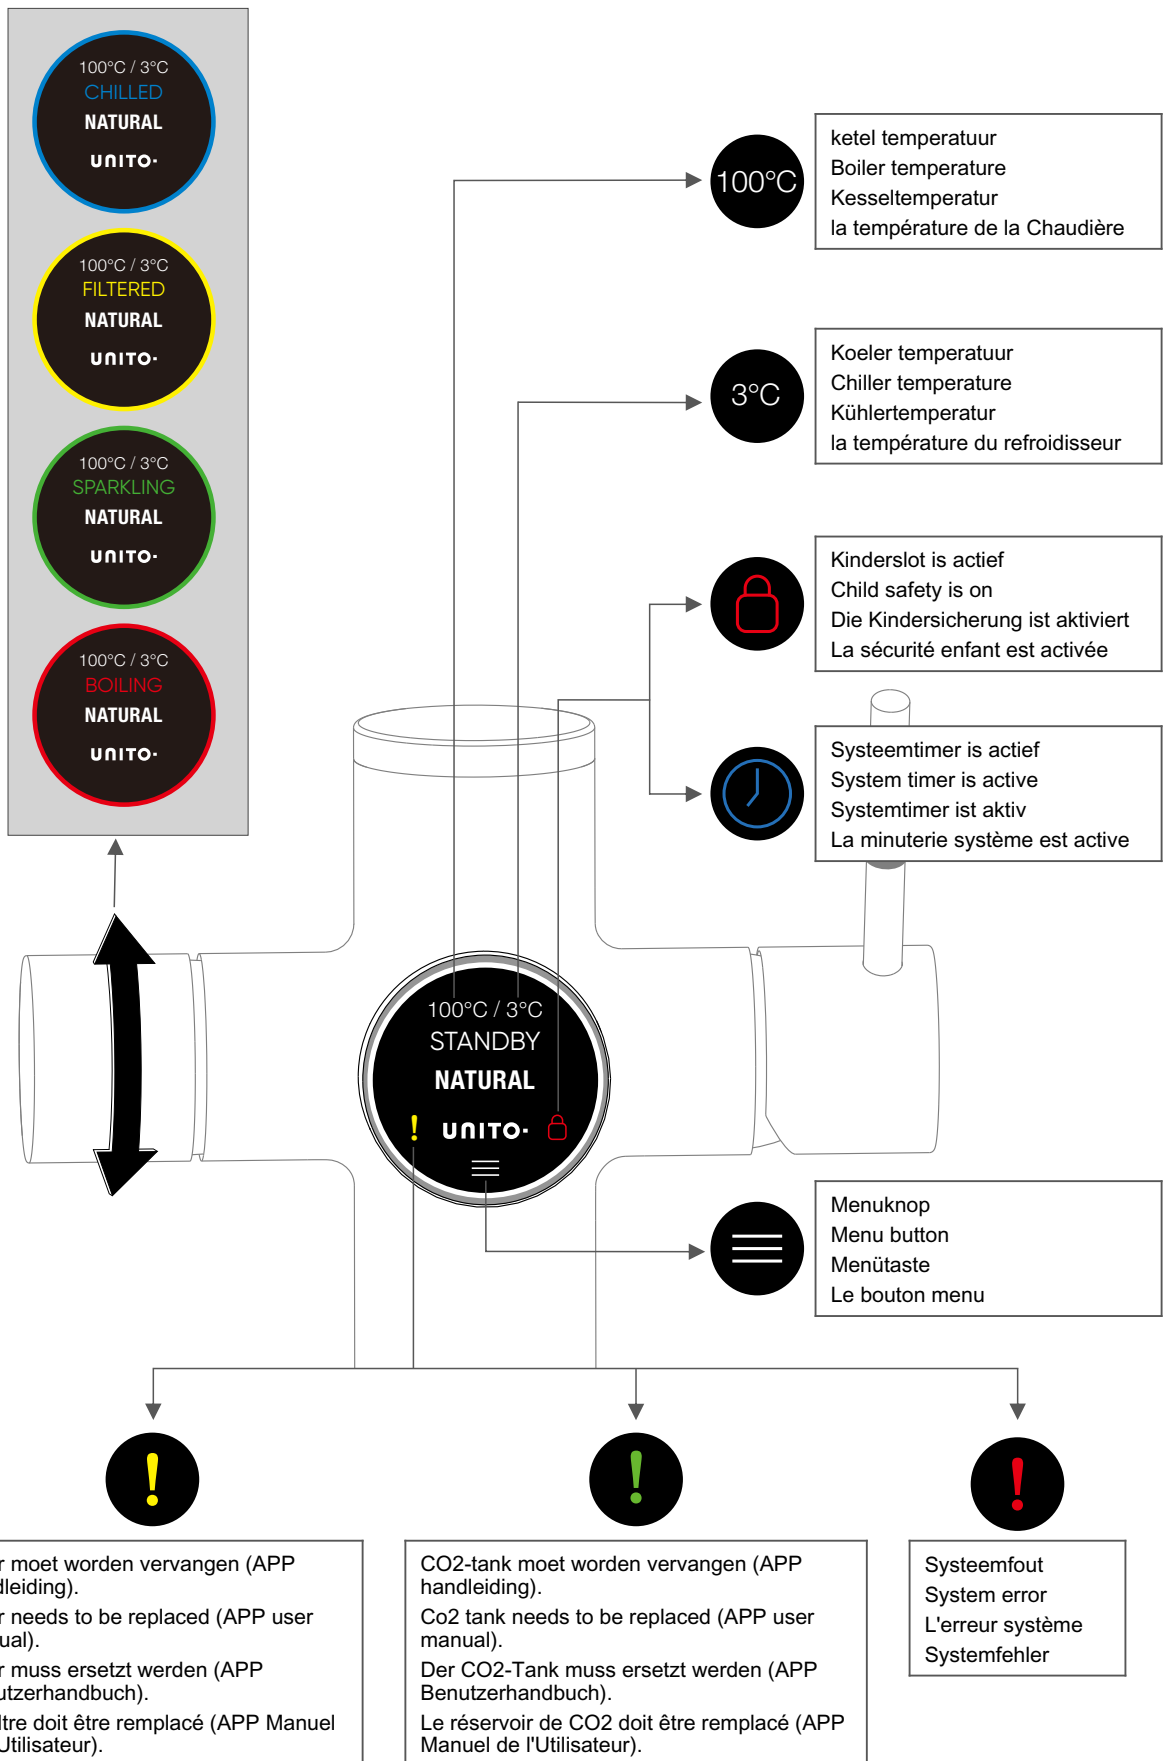 100°C / 3°C
CHILLED
NATURAL
UNITO·
100°C / 3°C
FILTERED
NATURAL
UNITO·
100°C / 3°C
SPARKLING
NATURAL
UNITO·
100°C / 3°C
BOILING
NATURAL
UNITO·
100°C
ketel temperatuur
Boiler temperature
Kesseltemperatur
la température de la Chaudière
3°C
Koeler temperatuur
Chiller temperature
Kühlertemperatur
la température du refroidisseur
Kinderslot is actief
Child safety is on
Die Kindersicherung ist aktiviert
La sécurité enfant est activée
Systeemtimer is actief
System timer is active
Systemtimer ist aktiv
La minuterie système est active
100°C / 3°C
STANDBY
NATURAL
! UNITO·
Menuknop
Menu button
Menütaste
Le bouton menu
!
!
!
moet worden vervangen (APP
needs to be replaced (APP user
muss ersetzt werden (APP
doit être remplacé (APP Manuel
Utilisateur).
CO2-tank moet worden vervangen (APP
handleiding).
Co2 tank needs to be replaced (APP user
manual).
Der CO2-Tank muss ersetzt werden (APP
Benutzerhandbuch).
Le réservoir de CO2 doit être remplacé (APP
Manuel de l'Utilisateur).
Systeemfout
System error
L'erreur système
Systemfehler